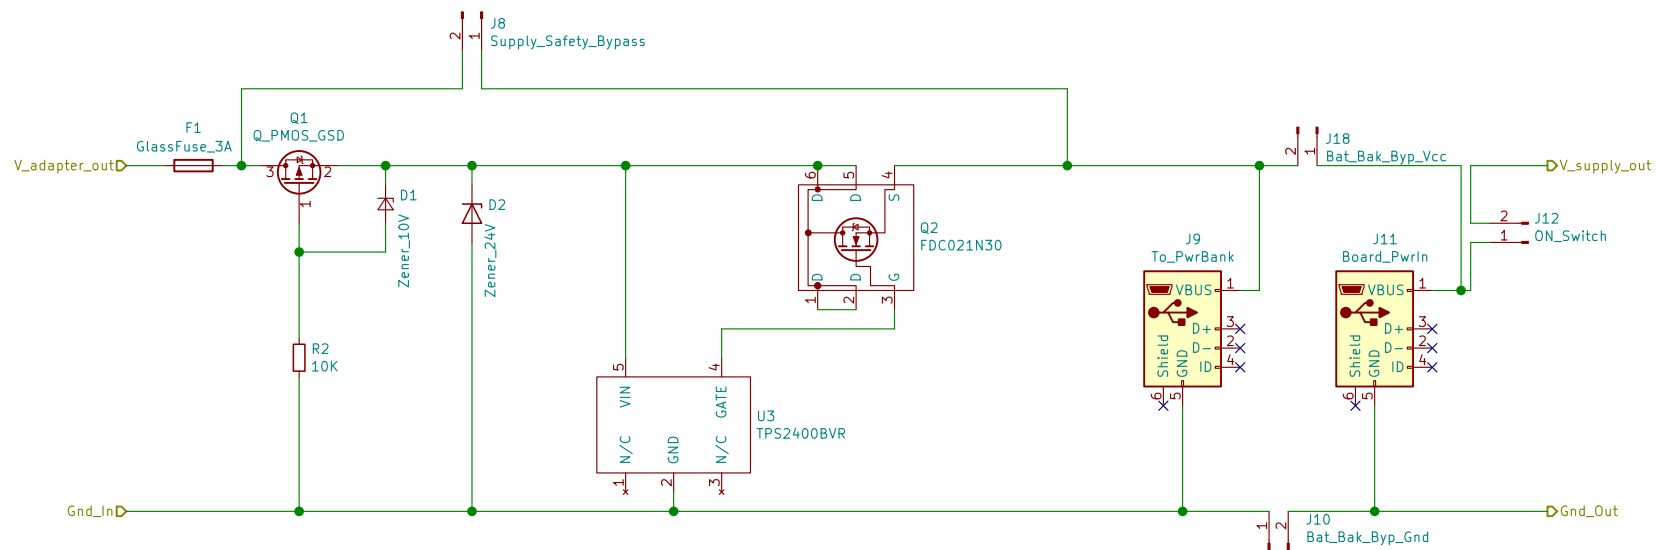 J8
Supply_Safety_Bypass
2
1
F1
GlassFuse_3A
Q1
Q_PMOS_GSD
V_adapter_out
3
2
1
D1
Zener_10V
D2
Zener_24V
6
5
4
D
D
S
Q2
FDC021N30
D
D
G
1
2
3
J18
Bat_Bak_Byp_Vcc
2
1
V_supply_out
2
1
J12
ON_Switch
J9
To_PwrBank
VBUS
1
D+
3
D-
2
ID
4
Shield
GND
6
5
J11
Board_PwrIn
VBUS
1
D+
3
D-
2
ID
4
Shield
GND
6
5
R2
10K
5
4
VIN
GATE
U3
TPS2400BVR
N/C
GND
N/C
1
2
3
Gnd_In
1
2
J10
Bat_Bak_Byp_Gnd
Gnd_Out